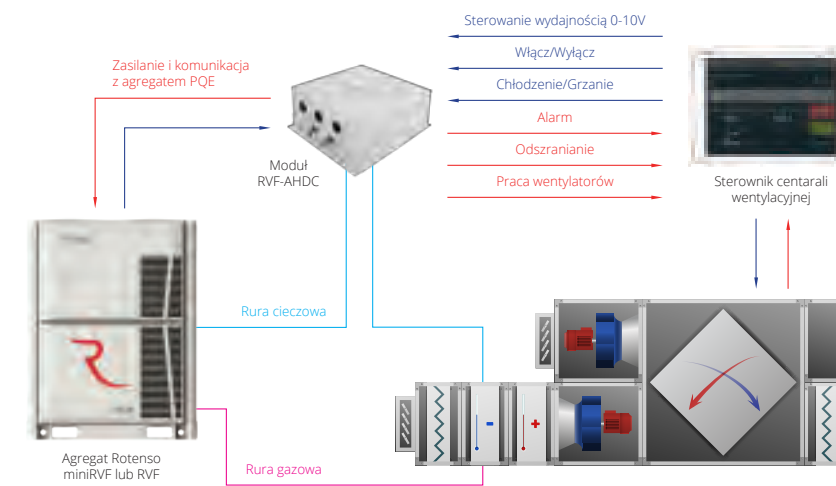 Sterowanie wydajnością 0-10V
Włącz/Wyłącz
Chłodzenie/Grzanie
Alarm
Odszranianie
Praca wentylatorów
Zasilanie i komunikacja
z agregatem PQE
Moduł
RVF-AHDC
Sterownik centarali
wentylacyjnej
Rura cieczowa
Rura gazowa
Agregat Rotenso
miniRVF lub RVF
- +